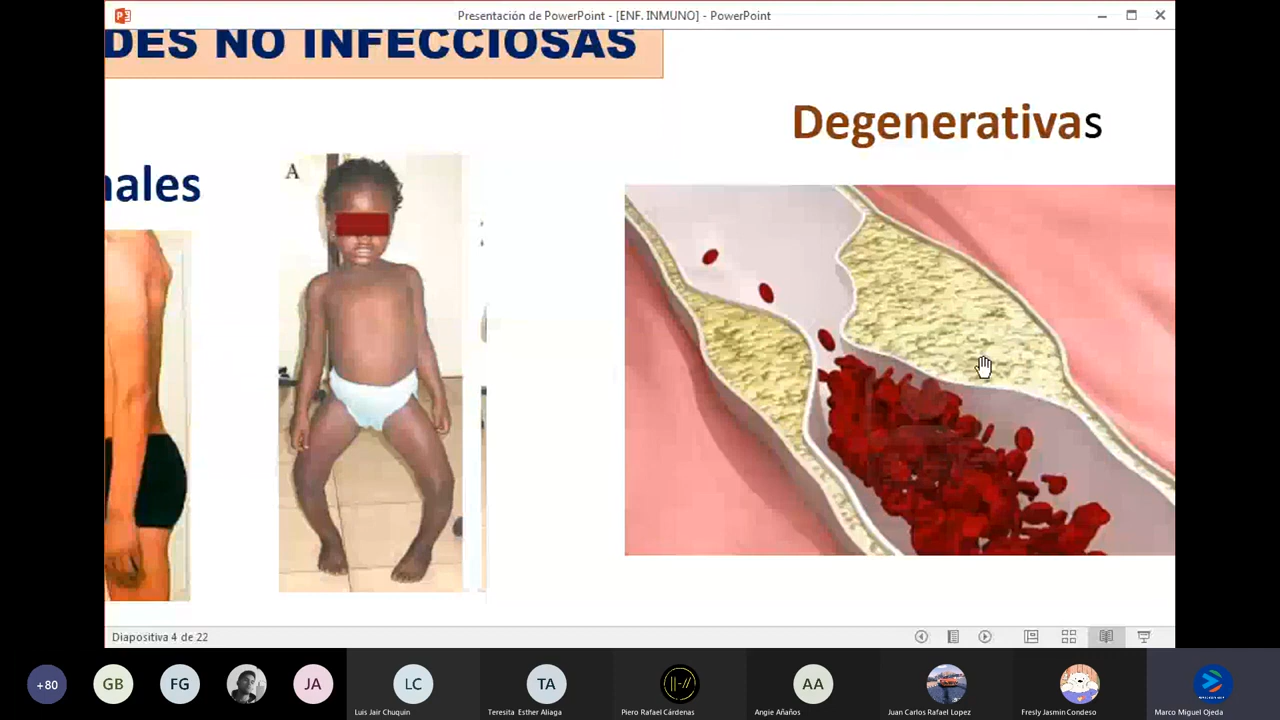 Presentación de PowerPoint - [ENF. INMUNO] - PowerPoint
DES NO INFECCIOSAS
Degenerativas
nales
A
Diapositiva 4 de 22
+80
GB
FG
JA
LC
TA
AA
Luis Jair Chuquin
Teresita Esther Aliaga
Piero Rafael Cárdenas
Angie Añaños
Juan Carlos Rafael Lopez
Fresly Jasmin Condeso
Marco Miguel Ojeda